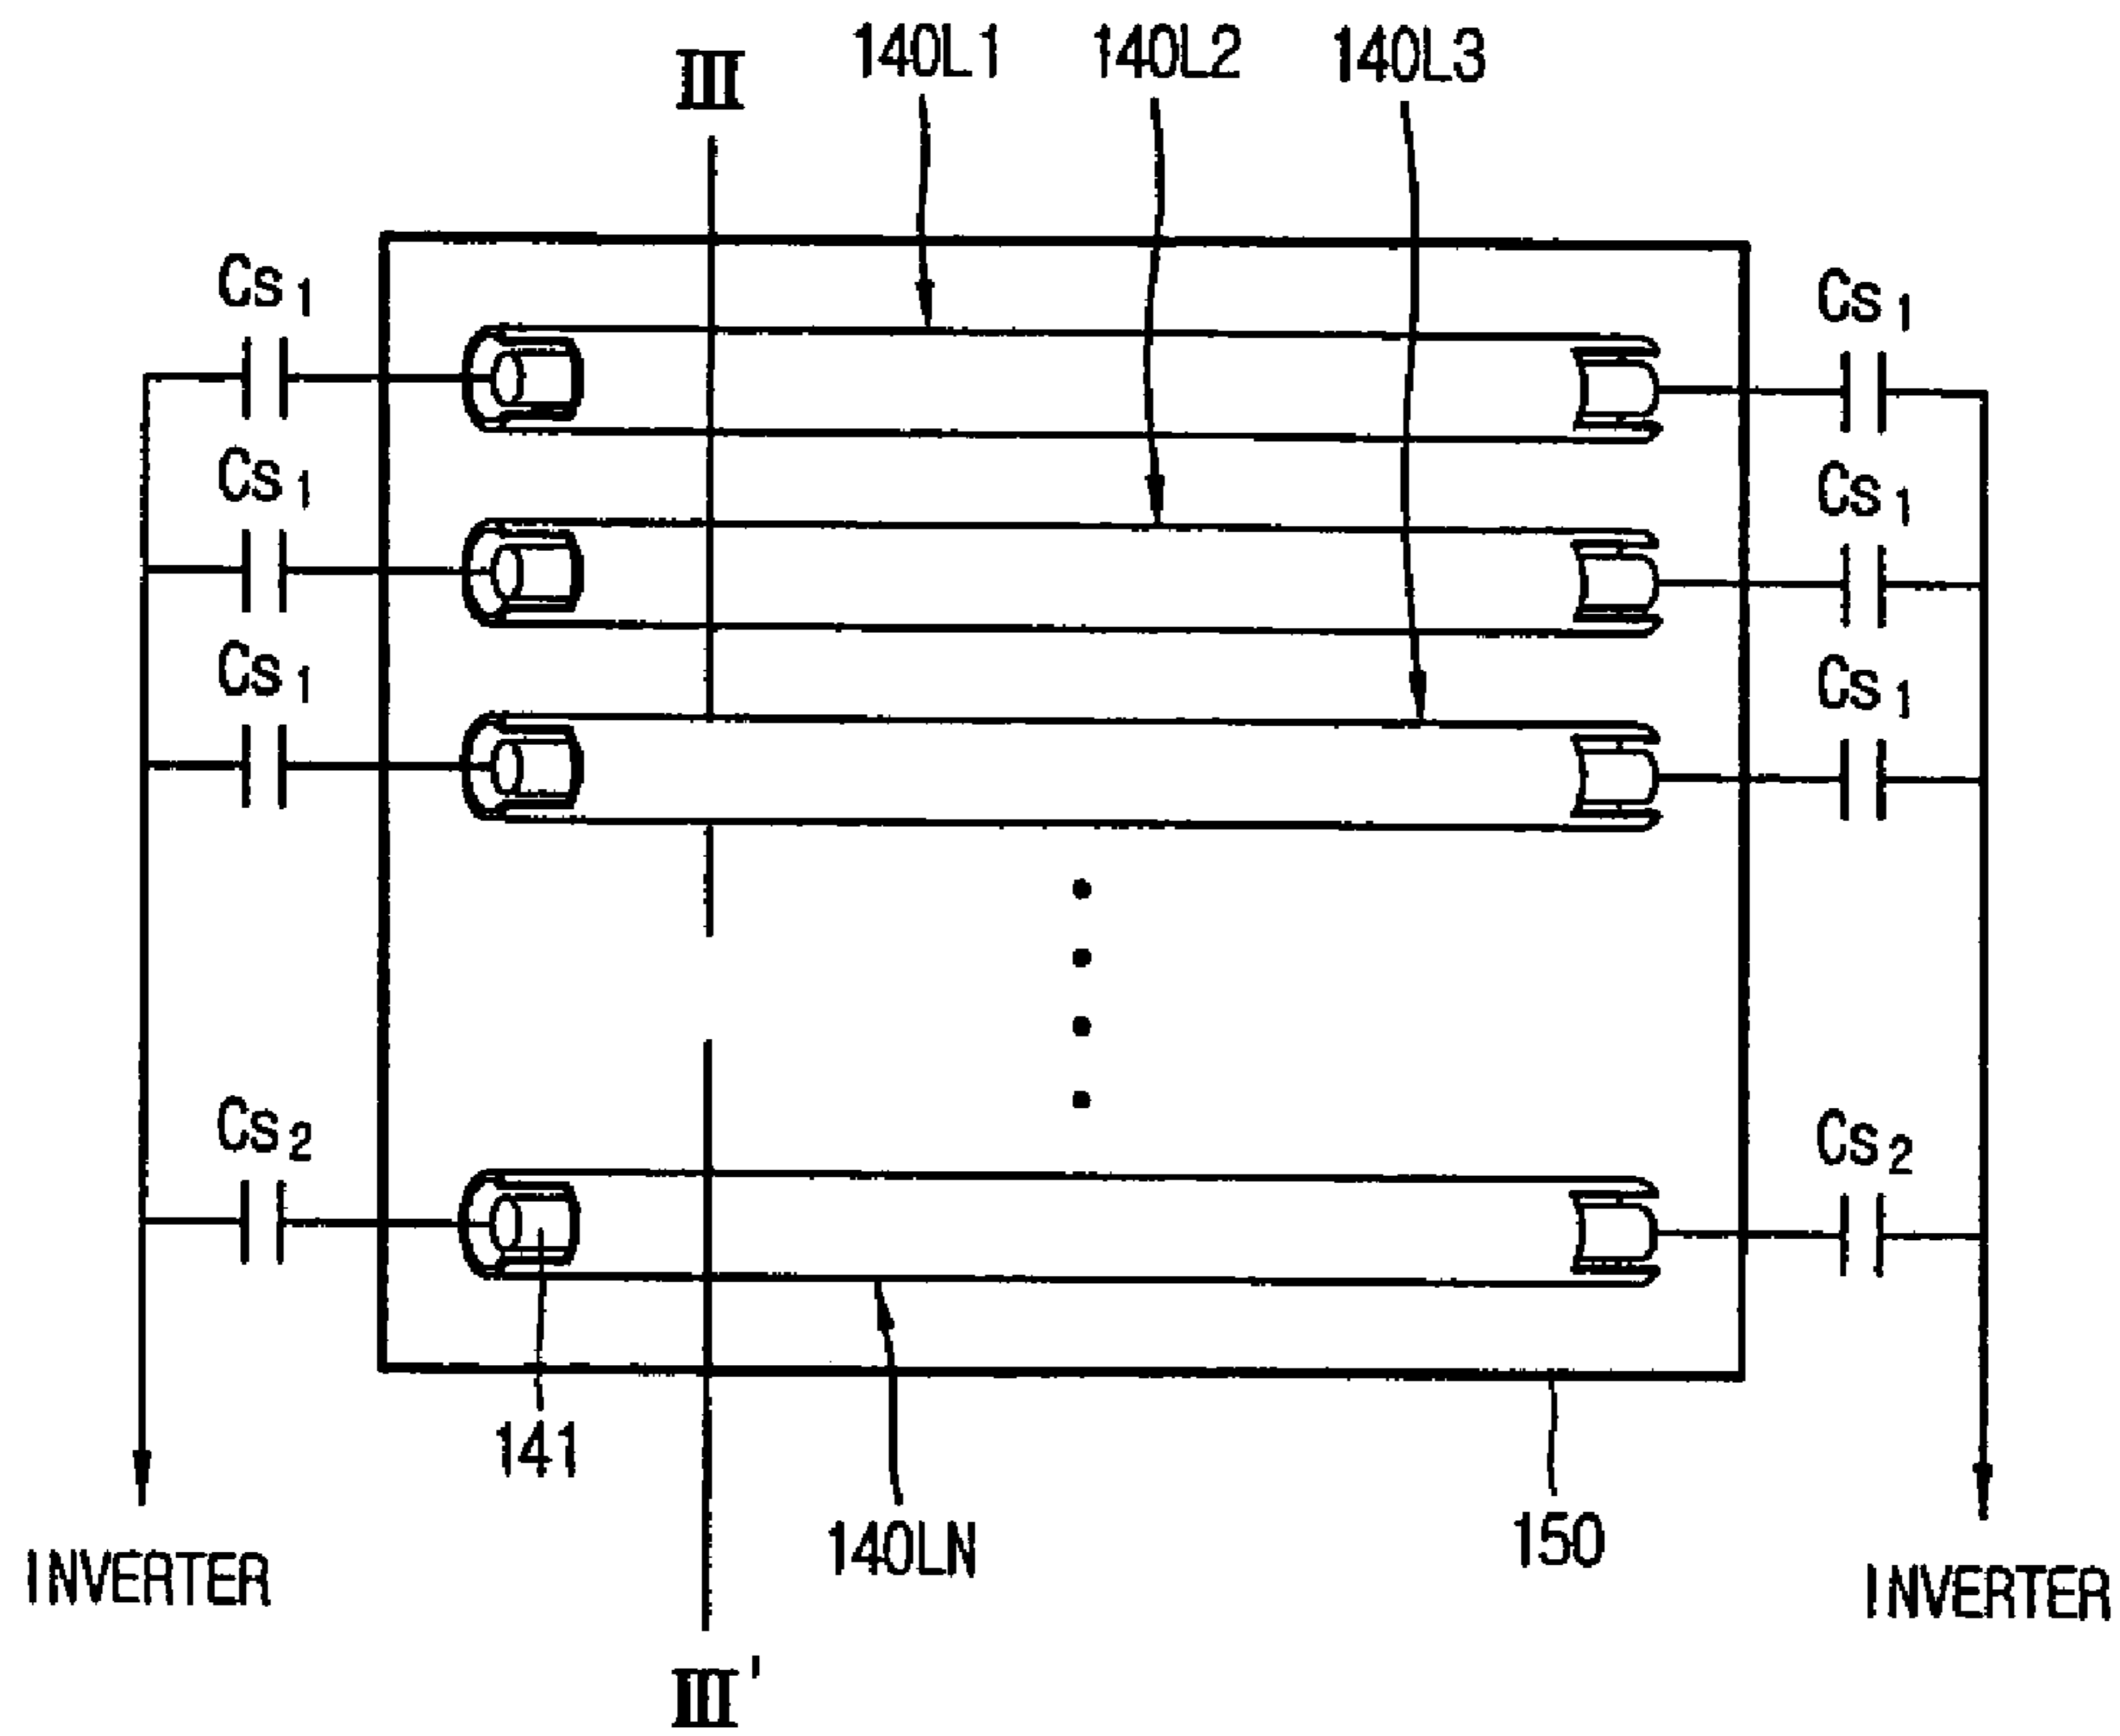 140L1 140L2 140L3
III
Cs1 Cs1
Cs1 Cs1
Cs1 Cs1
Cs2 Cs2
141
140LN
150
INVERTER INVERTER
III'